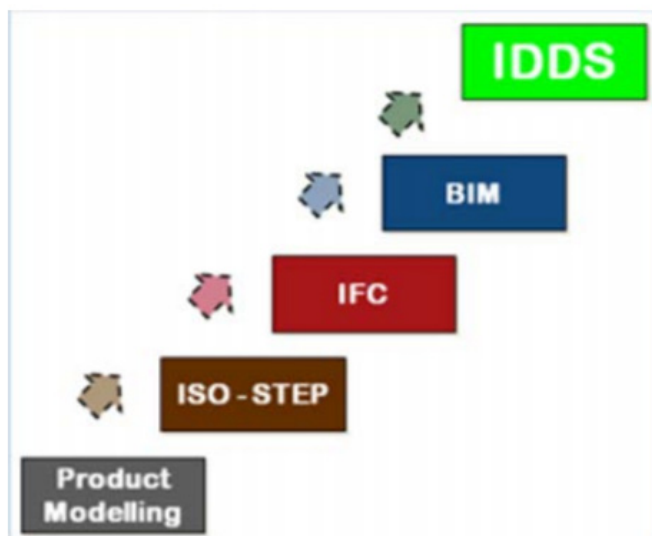 IDDS
BIM
IFC
ISO - STEP
Product
Modelling